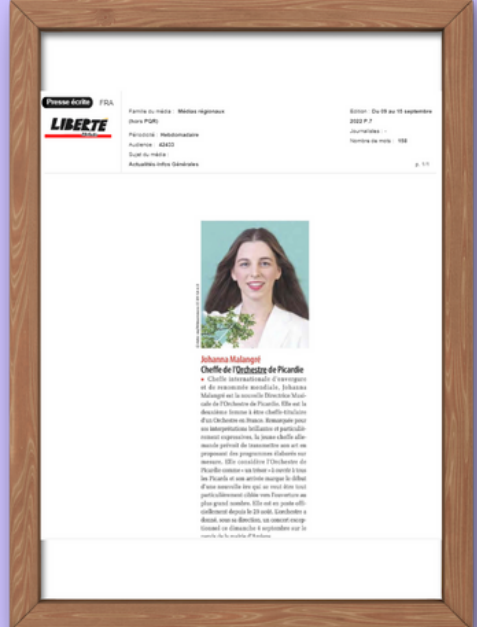 Presse écrite FRA
LIBERTÉ
Famille du média : Médias régionaux
(hors PQR)
Périodicité : Hebdomadaire
Audience : 42433
Sujet du média :
Actualités-Infos Générales
Edition : Du 09 au 15 septembre
2022 P.7
Journalistes : -
Nombre de mots :
p. 1/1
Johanna Malangré
Cheffe de l'Orchestre de Picardie
• Cheffe internationale d'envergure
et de renommée mondiale, Johanna
Malangré est la nouvelle Directrice Musi-
cale de l'Orchestre de Picardie. Elle est la
deuxième femme à être cheffe titulaire
d'un Orchestre en France. Remarquée pour
ses interprétations brillantes et particuliè-
rement expressives, la jeune cheffe alle-
mande prévoit de transmettre son art en
proposant des programmes élaborés sur
mesure. Elle considère l'Orchestre de
Picardie comme « un trésor » à ouvrir à tous
les Picards et son arrivée marque le début
d'une nouvelle ère qui se veut être tout
particulièrement ciblée vers l'ouverture au
plus grand nombre. Elle est en poste offi-
ciellement depuis le 29 août. L'orchestre a
donné, sous sa direction, un concert excep-
tionnel ce dimanche 4 septembre sur le